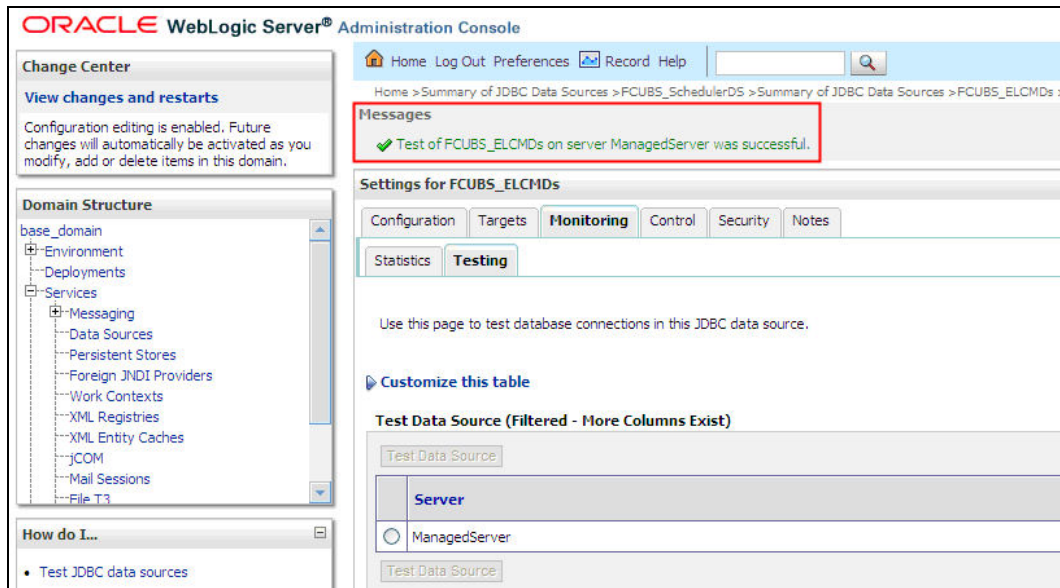 ORACLE WebLogic Server® Administration Console
Change Center
View changes and restarts
Configuration editing is enabled. Future
changes will automatically be activated as you
modify, add or delete items in this domain.
Domain Structure
base_domain
Environment
Deployments
Services
Messaging
Data Sources
Persistent Stores
Foreign JNDI Providers
Work Contexts
XML Registries
XML Entity Caches
jCOM
Mail Sessions
File T3
How do I...
Test JDBC data sources
Home Log Out Preferences Record Help
Home >Summary of JDBC Data Sources >FCUBS_SchedulerDS >Summary of JDBC Data Sources >FCUBS_ELCMDs >
Messages
Test of FCUBS_ELCMDs on server ManagedServer was successful.
Settings for FCUBS_ELCMDs
Configuration Targets Monitoring Control Security Notes
Statistics Testing
Use this page to test database connections in this JDBC data source.
Customize this table
Test Data Source (Filtered - More Columns Exist)
Test Data Source
Server
ManagedServer
Test Data Source